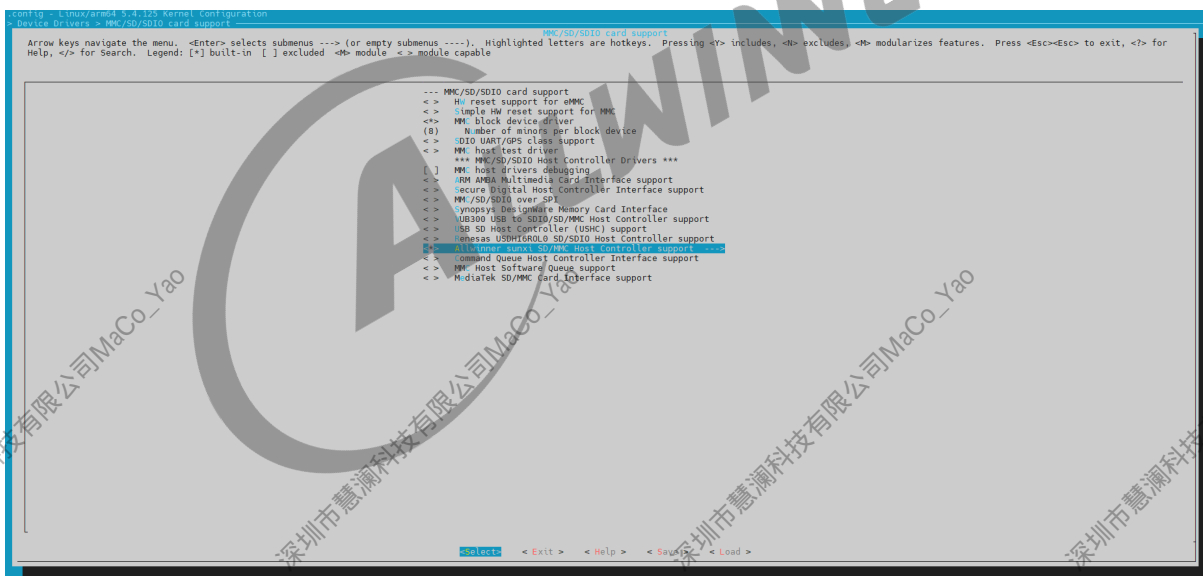 .config - Linux/arm64 5.4.125 Kernel Configuration
> Device Drivers > MMC/SD/SDIO card support
MMC/SD/SDIO card support
Arrow keys navigate the menu. <Enter> selects submenus ---> (or empty submenus ----). Highlighted letters are hotkeys. Pressing <Y> includes, <N> excludes, <M> modularizes features. Press <Esc><Esc> to exit, <?> for
Help, </> for Search. Legend: [*] built-in [ ] excluded <M> module < > module capable
--- MMC/SD/SDIO card support
< > HW reset support for eMMC
< > Simple HW reset support for MMC
<*> MMC block device driver
(8) Number of minors per block device
< > SDIO UART/GPS class support
< > MMC host test driver
*** MMC/SD/SDIO Host Controller Drivers ***
[ ] MMC host drivers debugging
< > ARM AMBA Multimedia Card Interface support
< > Secure Digital Host Controller Interface support
< > MMC/SD/SDIO over SPI
< > Synopsys DesignWare Memory Card Interface
< > VUB300 USB to SDIO/SD/MMC Host Controller support
< > USB SD Host Controller (USHC) support
< > Renesas USDHI6ROL0 SD/SDIO Host Controller support
<*> Allwinner sunxi SD/MMC Host Controller support --->
< > Command Queue Host Controller Interface support
< > MMC Host Software Queue support
< > MediaTek SD/MMC Card Interface support
<Select> < Exit > < Help > < Save > < Load >
ALLWINE
科技有限公司MaCo_Yao
深圳市慧澜科技有限公司MaCo_Yao
深圳市慧澜科技有限公司MaCo_Yao
深圳市慧澜科技